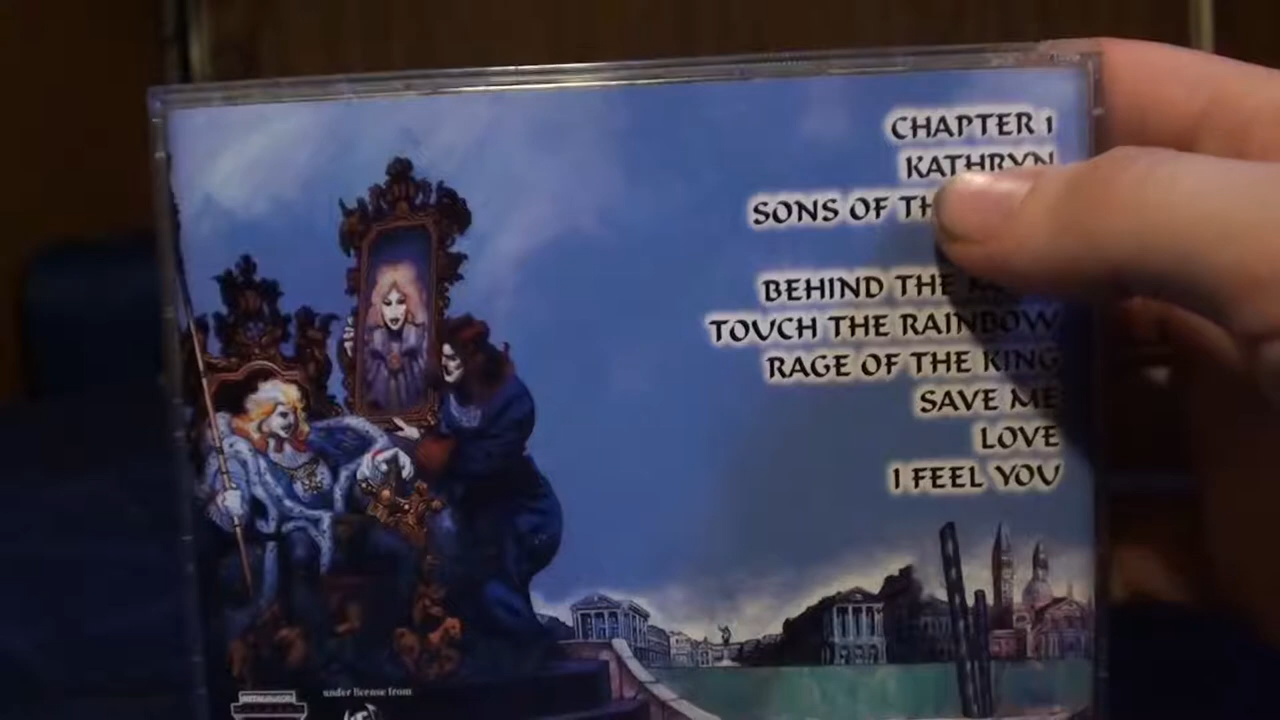 CHAPTER 1
KATHRYN
SONS OF
BEHIND THE
TOUCH THE RAINBOW
RAGE OF THE KING
SAVE ME
LOVE
I FEEL YOU
under license from